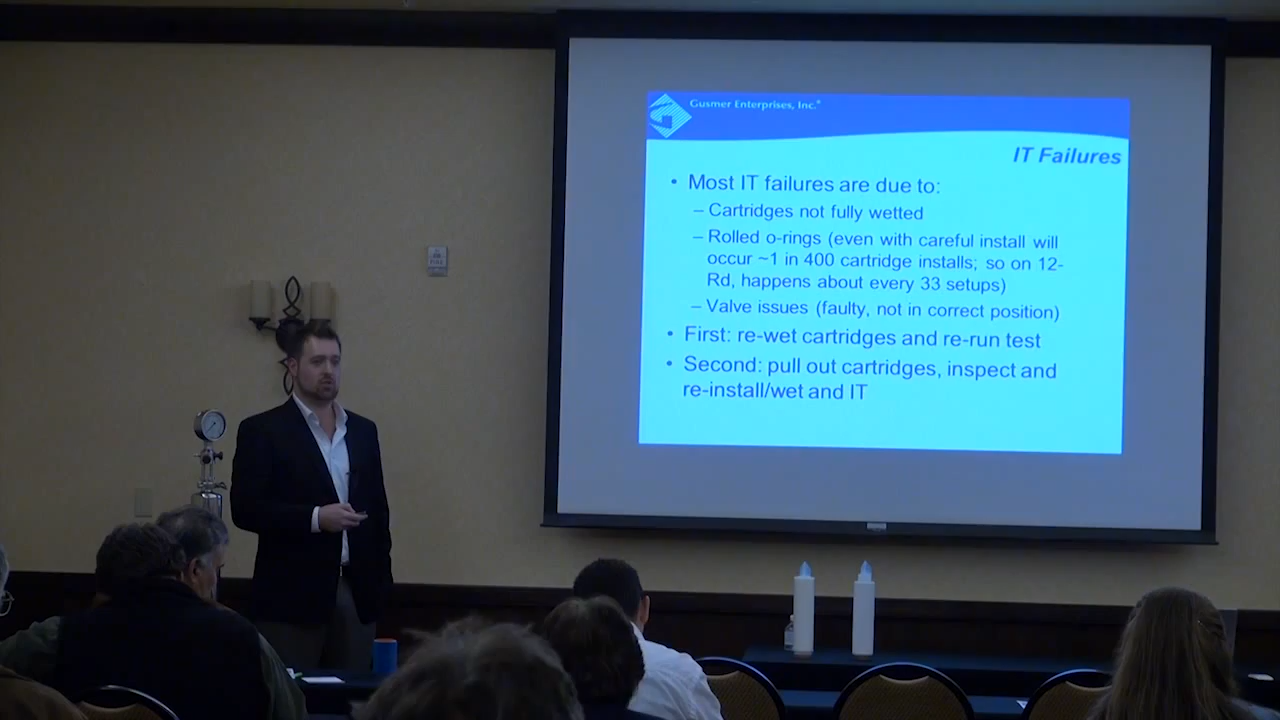 Gusmer Enterprises, Inc.®
IT Failures
• Most IT failures are due to:
– Cartridges not fully wetted
– Rolled o-rings (even with careful install will
occur ~1 in 400 cartridge installs; so on 12-
Rd, happens about every 33 setups)
– Valve issues (faulty, not in correct position)
• First: re-wet cartridges and re-run test
• Second: pull out cartridges, inspect and
re-install/wet and IT